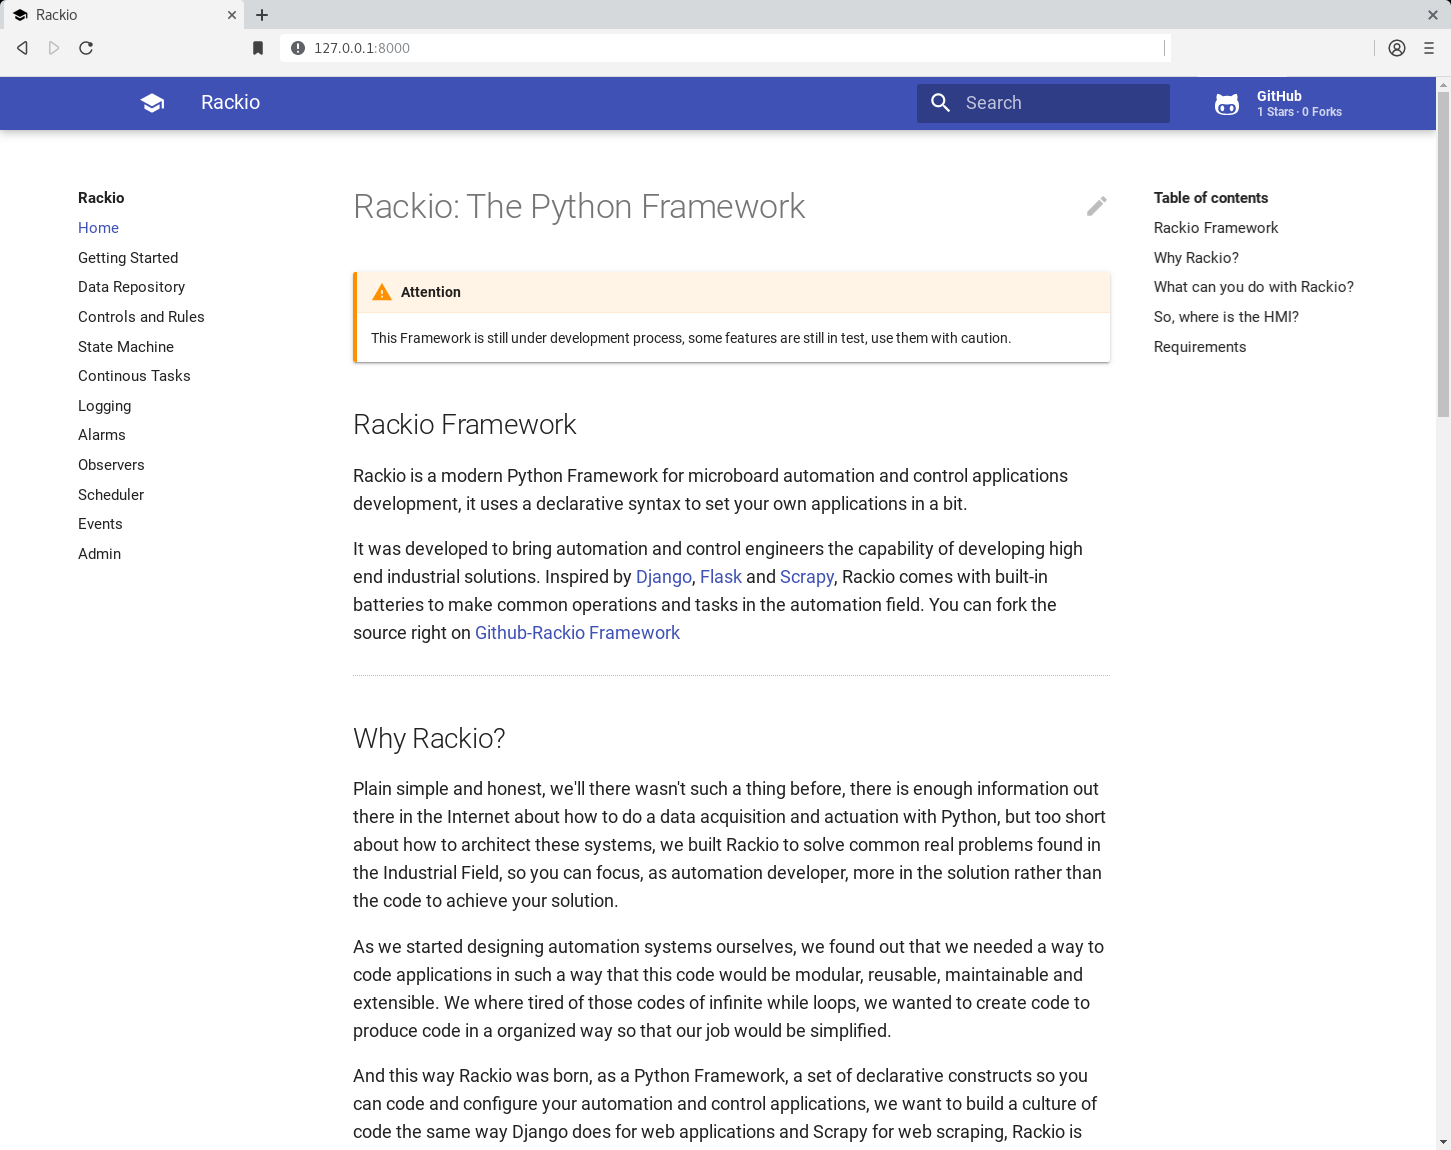 Rackio
127.0.0.1:8000
Rackio
Search
GitHub
1 Stars · 0 Forks
Rackio
Home
Getting Started
Data Repository
Controls and Rules
State Machine
Continous Tasks
Logging
Alarms
Observers
Scheduler
Events
Admin
Rackio: The Python Framework
Attention
This Framework is still under development process, some features are still in test, use them with caution.
Rackio Framework
Rackio is a modern Python Framework for microboard automation and control applications
development, it uses a declarative syntax to set your own applications in a bit.
It was developed to bring automation and control engineers the capability of developing high
end industrial solutions. Inspired by Django, Flask and Scrapy, Rackio comes with built-in
batteries to make common operations and tasks in the automation field. You can fork the
source right on Github-Rackio Framework
Why Rackio?
Plain simple and honest, we'll there wasn't such a thing before, there is enough information out
there in the Internet about how to do a data acquisition and actuation with Python, but too short
about how to architect these systems, we built Rackio to solve common real problems found in
the Industrial Field, so you can focus, as automation developer, more in the solution rather than
the code to achieve your solution.
As we started designing automation systems ourselves, we found out that we needed a way to
code applications in such a way that this code would be modular, reusable, maintainable and
extensible. We where tired of those codes of infinite while loops, we wanted to create code to
produce code in a organized way so that our job would be simplified.
And this way Rackio was born, as a Python Framework, a set of declarative constructs so you
can code and configure your automation and control applications, we want to build a culture of
code the same way Django does for web applications and Scrapy for web scraping, Rackio is
Table of contents
Rackio Framework
Why Rackio?
What can you do with Rackio?
So, where is the HMI?
Requirements